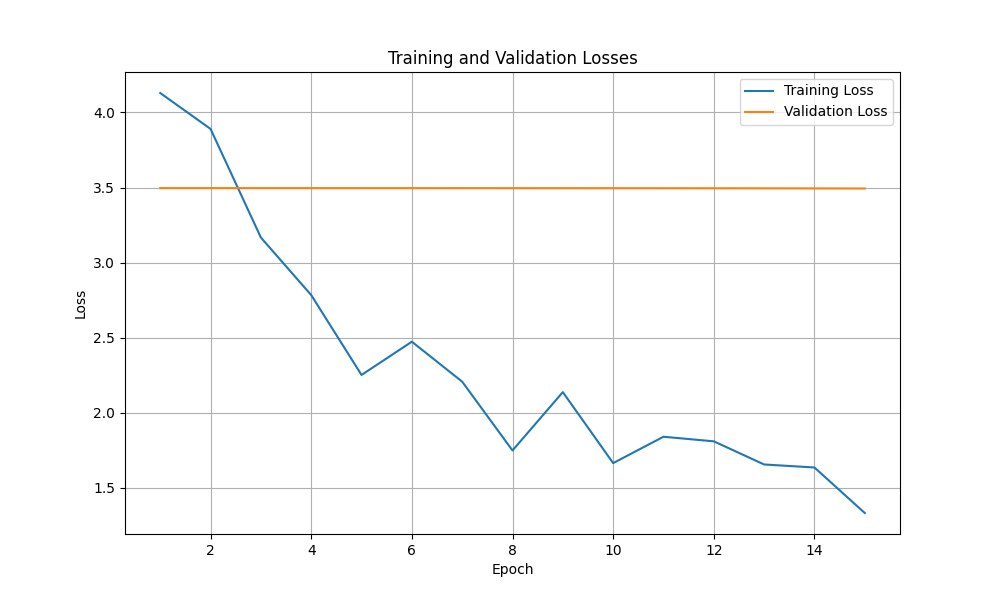 Training and Validation Losses
Training Loss
Validation Loss
4.0
3.5
3.0
2.5
2.0
1.5
Loss
2 4 6 8 10 12 14
Epoch